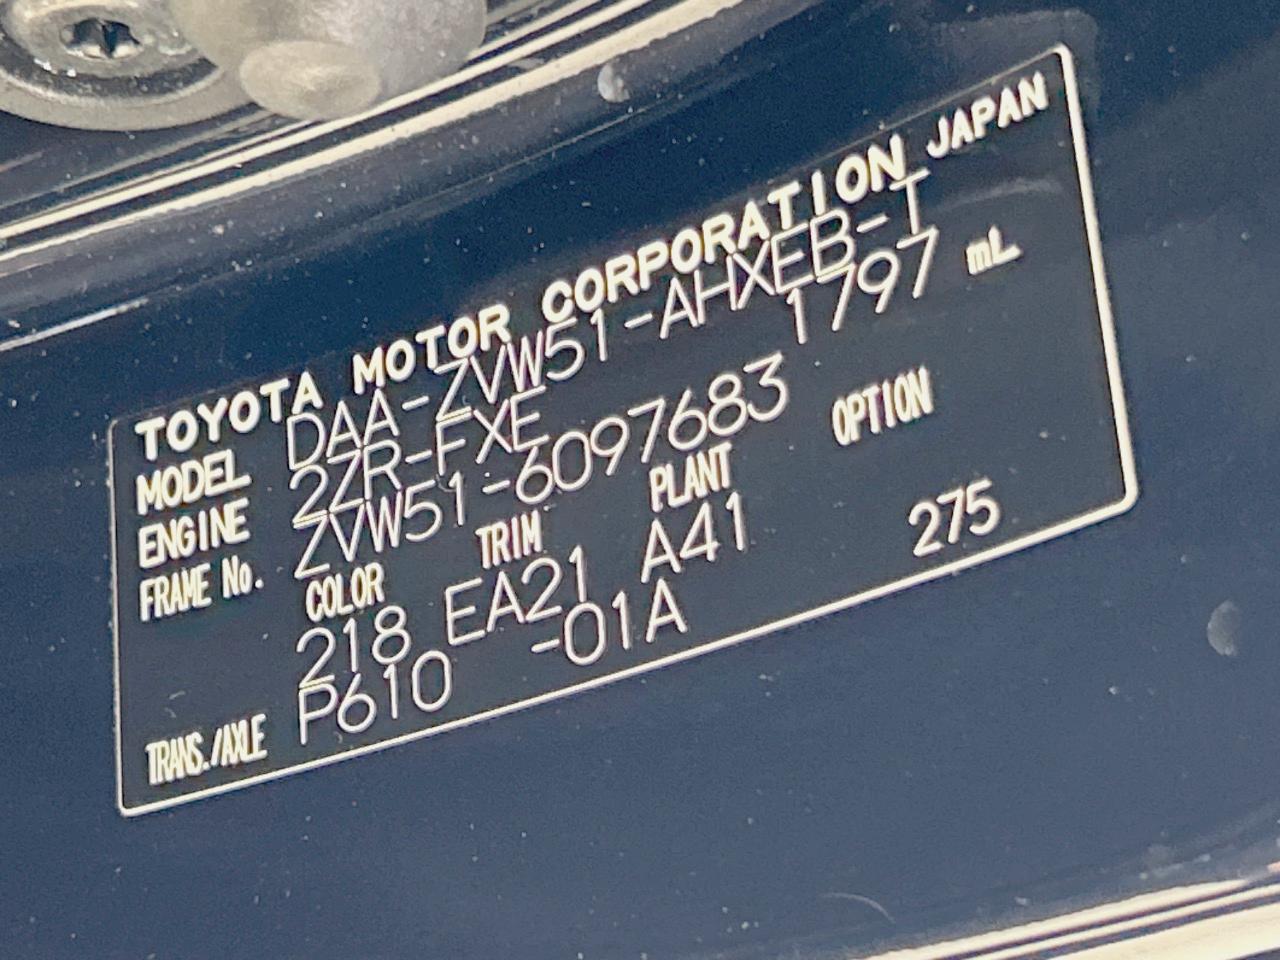 TOYOTA MOTOR CORPORATION JAPAN
MODEL DAA-ZVW51-AHXEB-T
ENGINE 2ZR-FXE 1797 mL
FRAME No. ZVW51-6097683
COLOR TRIM PLANT OPTION
218 EA21 A41 275
TRANS./AXLE P610 -01A